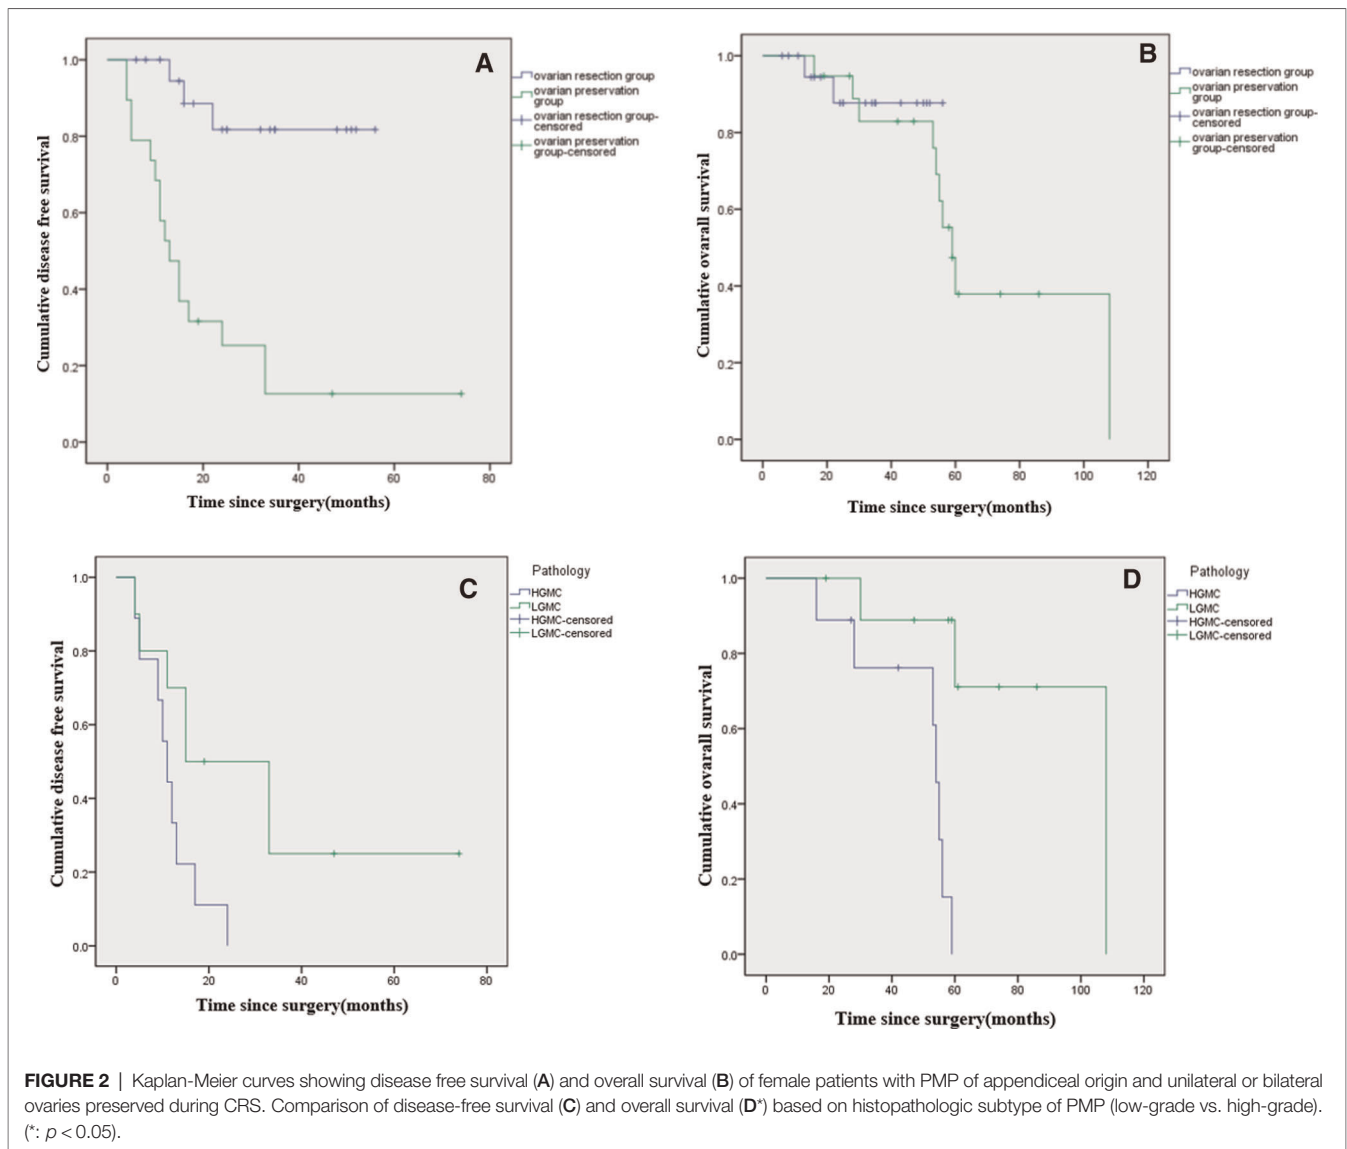 A
1.0
0.8
0.6
0.4
0.2
0.0
0
20
40
60
80
Cumulative disease free survival
Time since surgery(months)
ovarian resection group
ovarian preservation
group
ovarian resection group-
censored
ovarian preservation
group-censored
B
1.0
0.8
0.6
0.4
0.2
0.0
0
20
40
60
80
100
120
Cumulative ovarall survival
Time since surgery(months)
ovarian resection group
ovarian preservation
group
ovarian resection group-
censored
ovarian preservation
group-censored
C
1.0
0.8
0.6
0.4
0.2
0.0
0
20
40
60
80
Cumulative disease free survival
Time since surgery(months)
Pathology
HGMC
LGMC
HGMC-censored
LGMC-censored
D
1.0
0.8
0.6
0.4
0.2
0.0
0
20
40
60
80
100
120
Cumulative ovarall survival
Time since surgery(months)
Pathology
HGMC
LGMC
HGMC-censored
LGMC-censored
FIGURE 2 | Kaplan-Meier curves showing disease free survival (A) and overall survival (B) of female patients with PMP of appendiceal origin and unilateral or bilateral
ovaries preserved during CRS. Comparison of disease-free survival (C) and overall survival (D*) based on histopathologic subtype of PMP (low-grade vs. high-grade).
(*: p < 0.05).